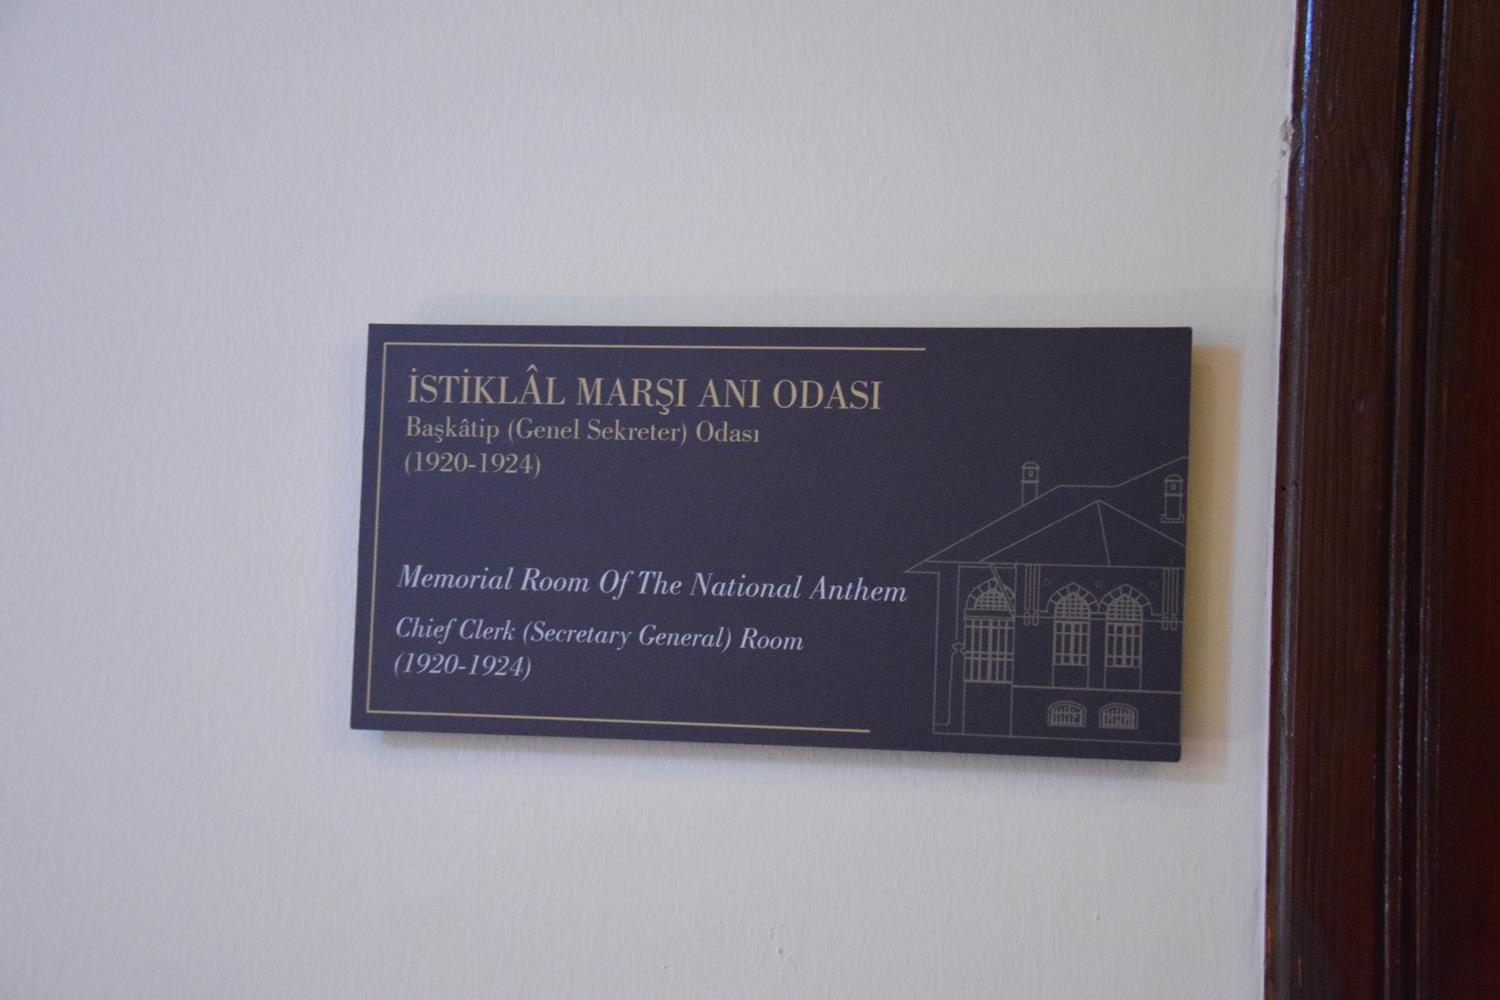 İSTİKLÂL MARŞI ANI ODASI
Başkâtip (Genel Sekreter) Odası
(1920-1924)
Memorial Room Of The National Anthem
Chief Clerk (Secretary General) Room
(1920-1924)